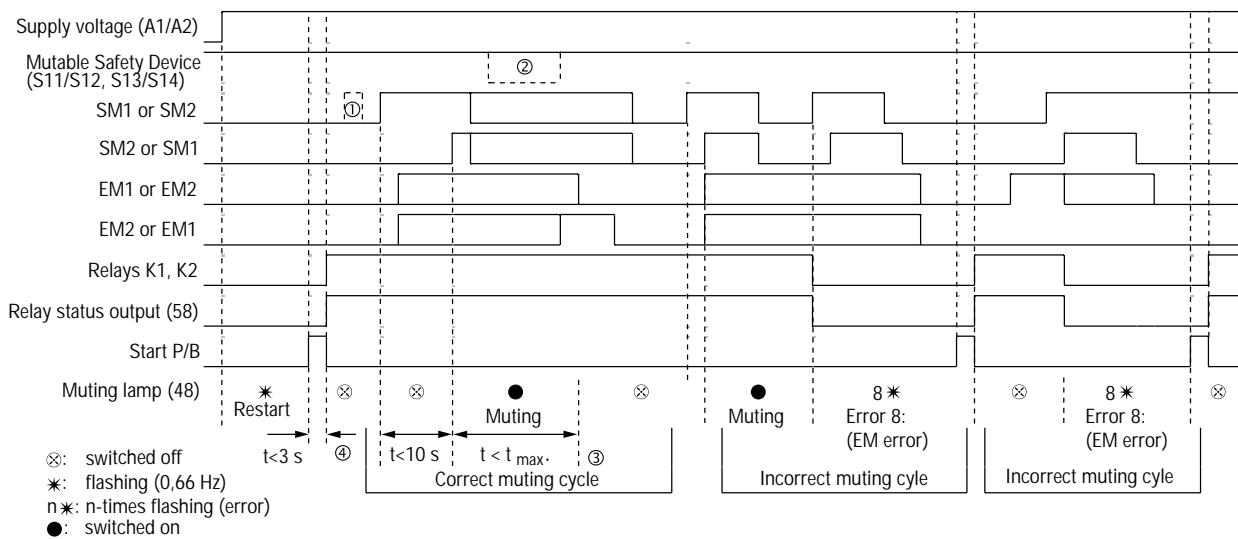 Supply voltage (A1/A2)
Mutable Safety Device
(S11/S12, S13/S14)
②
SM1 or SM2
①
SM2 or SM1
EM1 or EM2
EM2 or EM1
Relays K1, K2
Relay status output (58)
Start P/B
Muting lamp (48)
Restart
Muting
Muting
8
Error 8:
(EM error)
8
Error 8:
(EM error)
t<3 s
④
t<10 s
t < t max.
③
Correct muting cycle
Incorrect muting cyle
Incorrect muting cyle
⊗: switched off
✷: flashing (0,66 Hz)
n✷: n-times flashing (error)
●: switched on